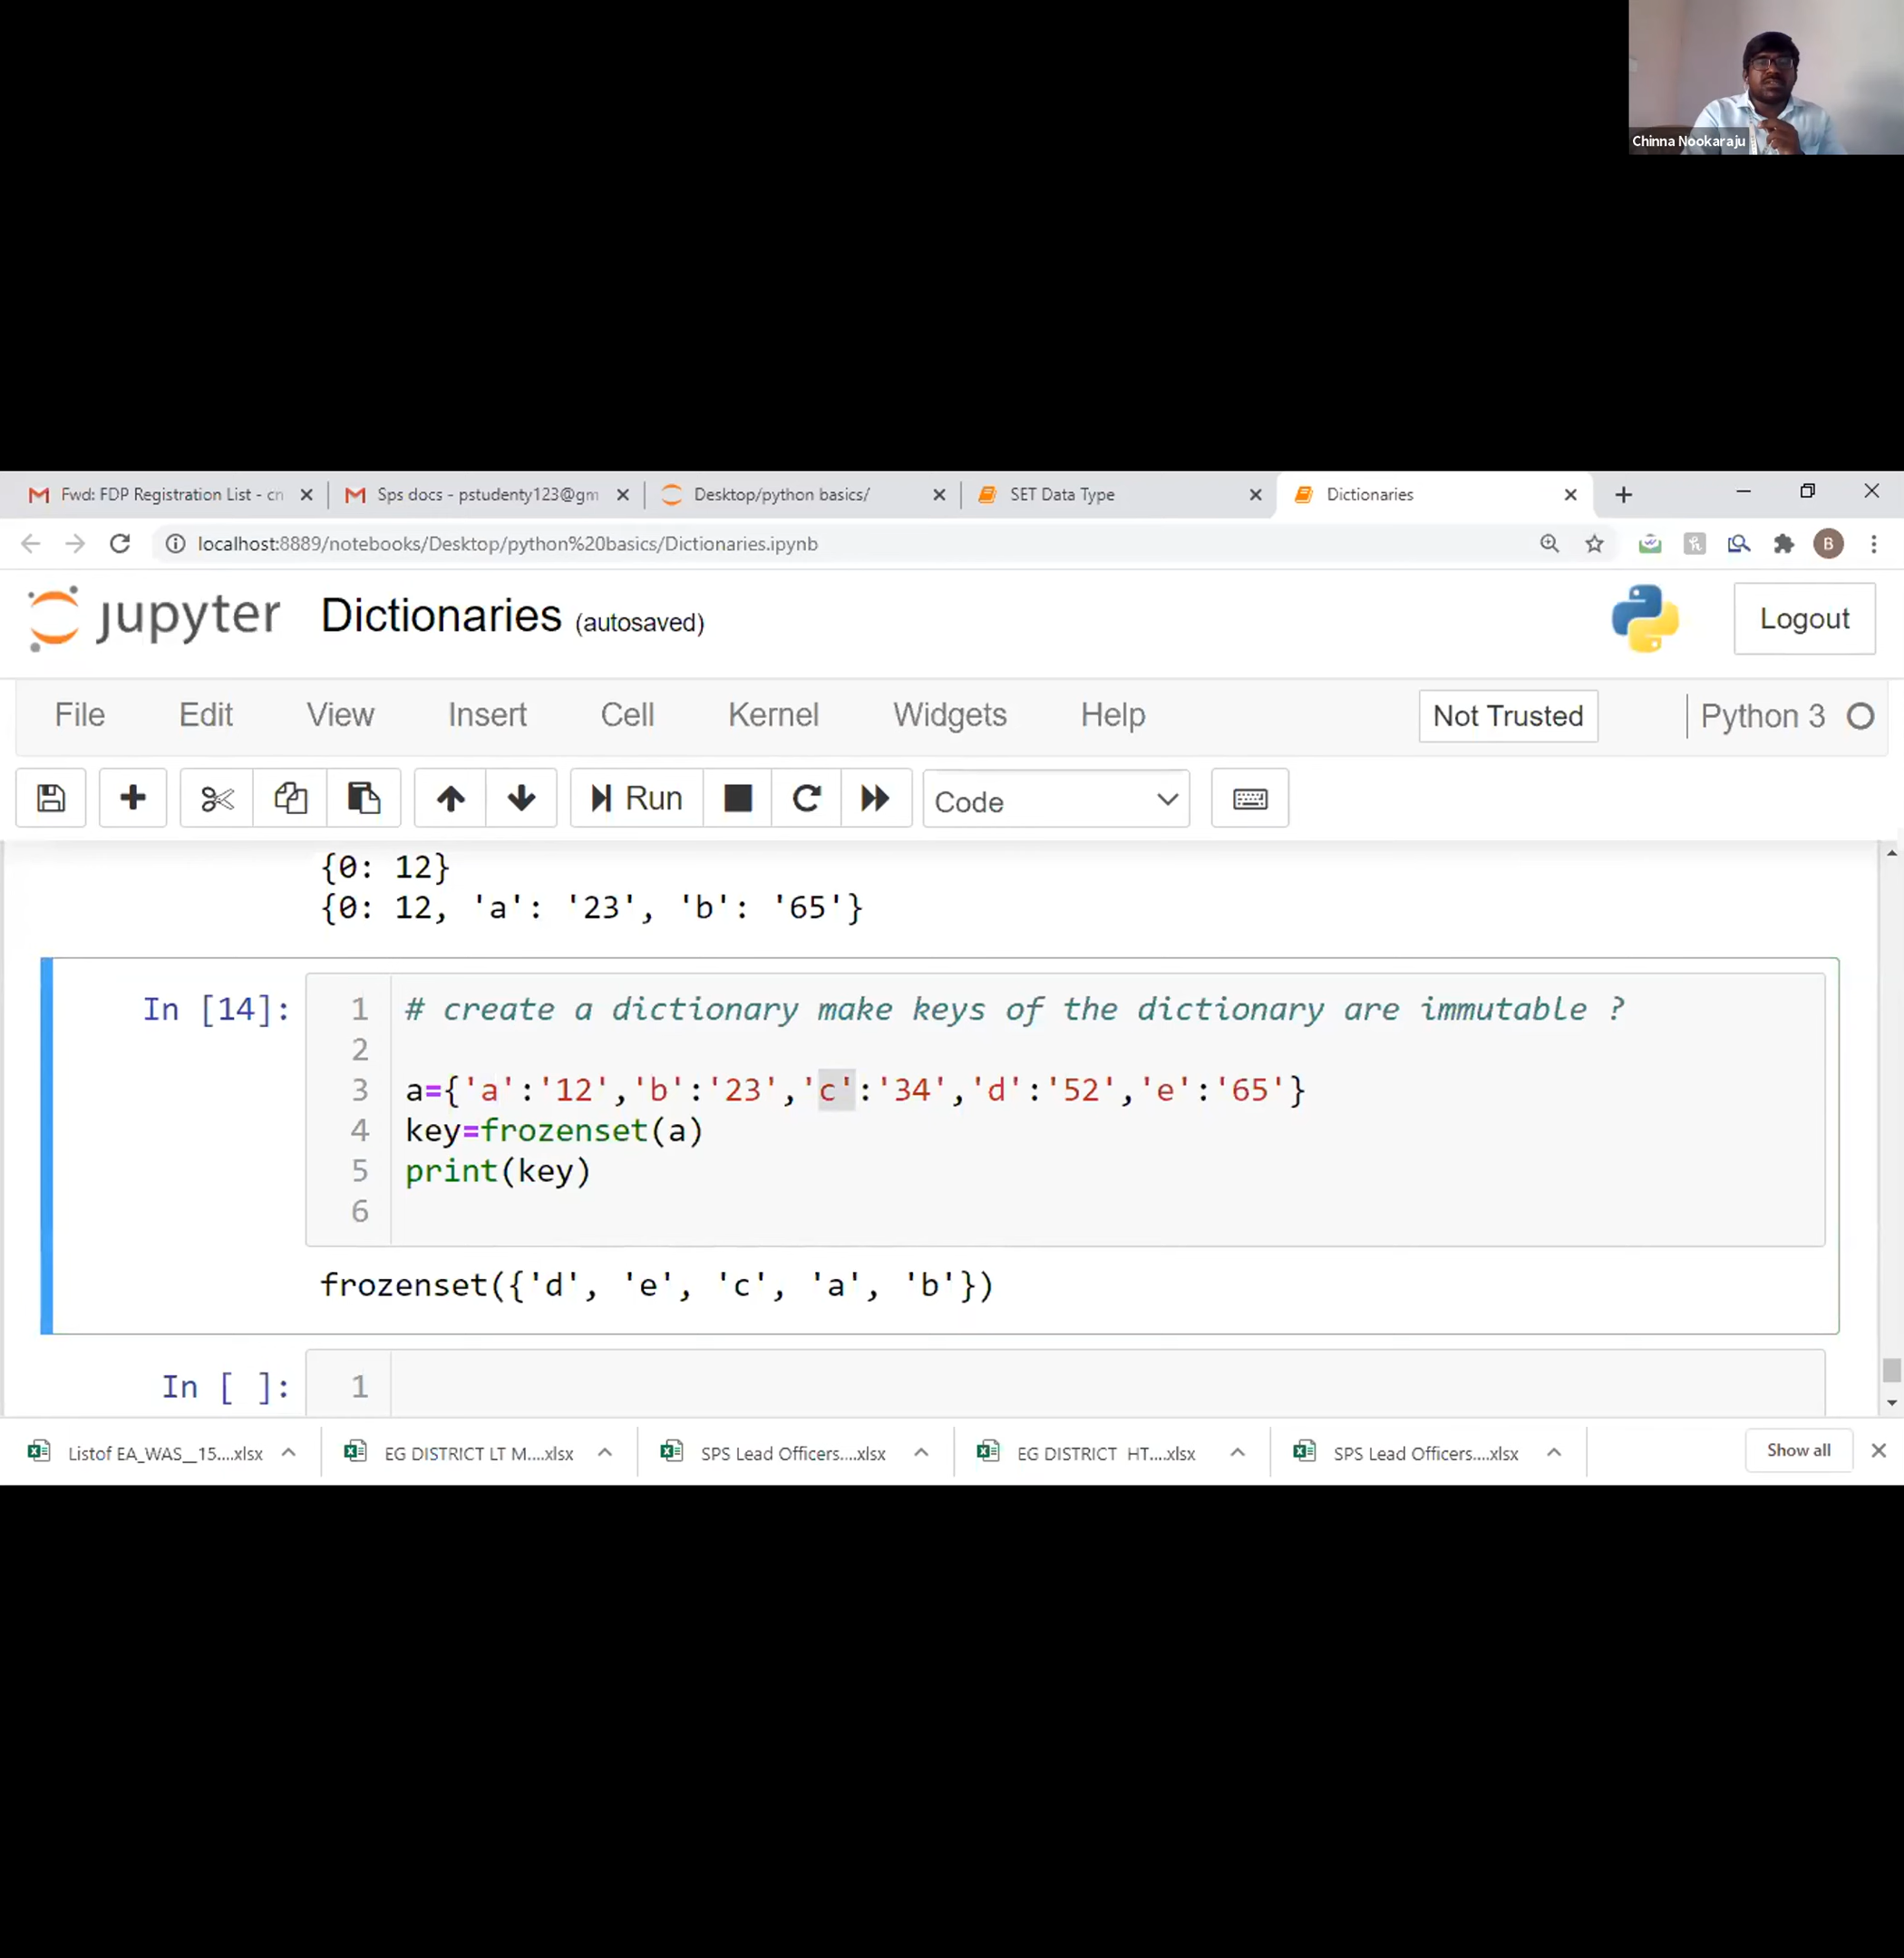 Chinna Nookaraju
Fwd: FDP Registration List - cn
Sps docs - pstudenty123@gm
Desktop/python basics/
SET Data Type
Dictionaries
localhost:8889/notebooks/Desktop/python%20basics/Dictionaries.ipynb
B
jupyter Dictionaries (autosaved)
Logout
File Edit View Insert Cell Kernel Widgets Help Not Trusted Python 3
Run Code
{0: 12}
{0: 12, 'a': '23', 'b': '65'}
In [14]: 1 # create a dictionary make keys of the dictionary are immutable ?
2
3 a={'a':'12','b':'23','c':'34','d':'52','e':'65'}
4 key=frozenset(a)
5 print(key)
6
frozenset({'d', 'e', 'c', 'a', 'b'})
In [ ]: 1
Listof EA_WAS__15....xlsx
EG DISTRICT LT M....xlsx
SPS Lead Officers....xlsx
EG DISTRICT HT....xlsx
SPS Lead Officers....xlsx
Show all